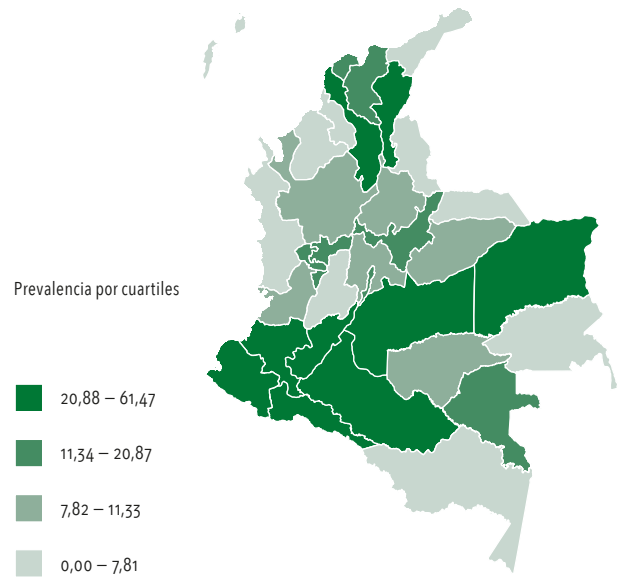 Prevalencia por cuartiles
20,88 – 61,47
11,34 – 20,87
7,82 – 11,33
0,00 – 7,81